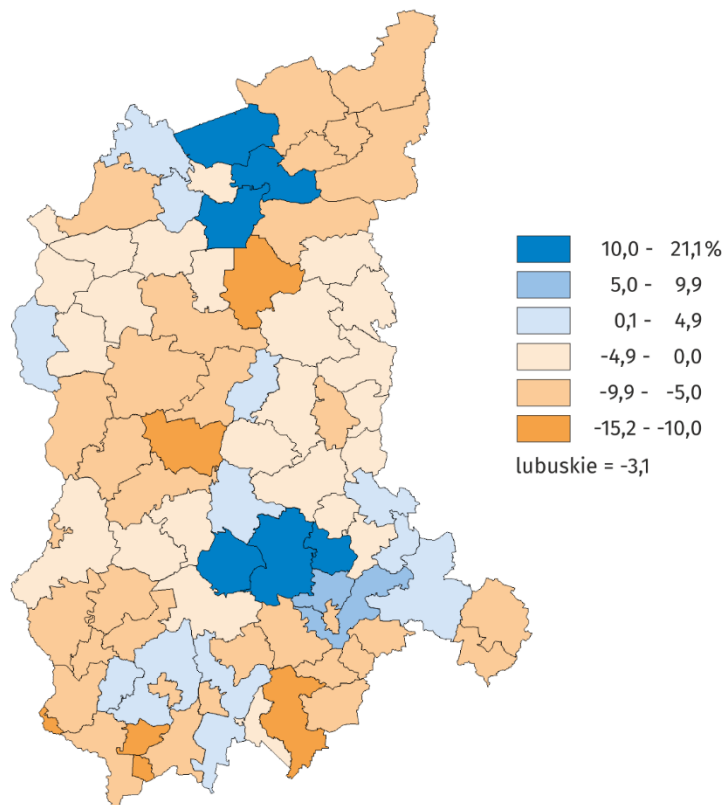 10,0 - 21,1%
5,0 - 9,9
0,1 - 4,9
-4,9 - 0,0
-9,9 - -5,0
-15,2 - -10,0
lubuskie = -3,1